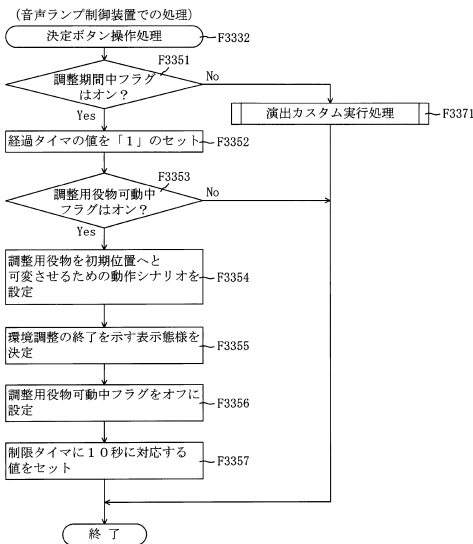 （音声ランプ制御装置での処理）
決定ボタン操作処理
F3332
F3351
調整期間中フラグ
はオン？
No
Yes
演出カスタム実行処理
F3371
経過タイマの値を「１」のセット
F3352
F3353
調整用役物可動中
フラグはオン？
No
Yes
調整用役物を初期位置へと
可変させるための動作シナリオを
設定
F3354
環境調整の終了を示す表示態様を
決定
F3355
調整用役物可動中フラグをオフに
設定
F3356
制限タイマに１０秒に対応する
値をセット
F3357
終了